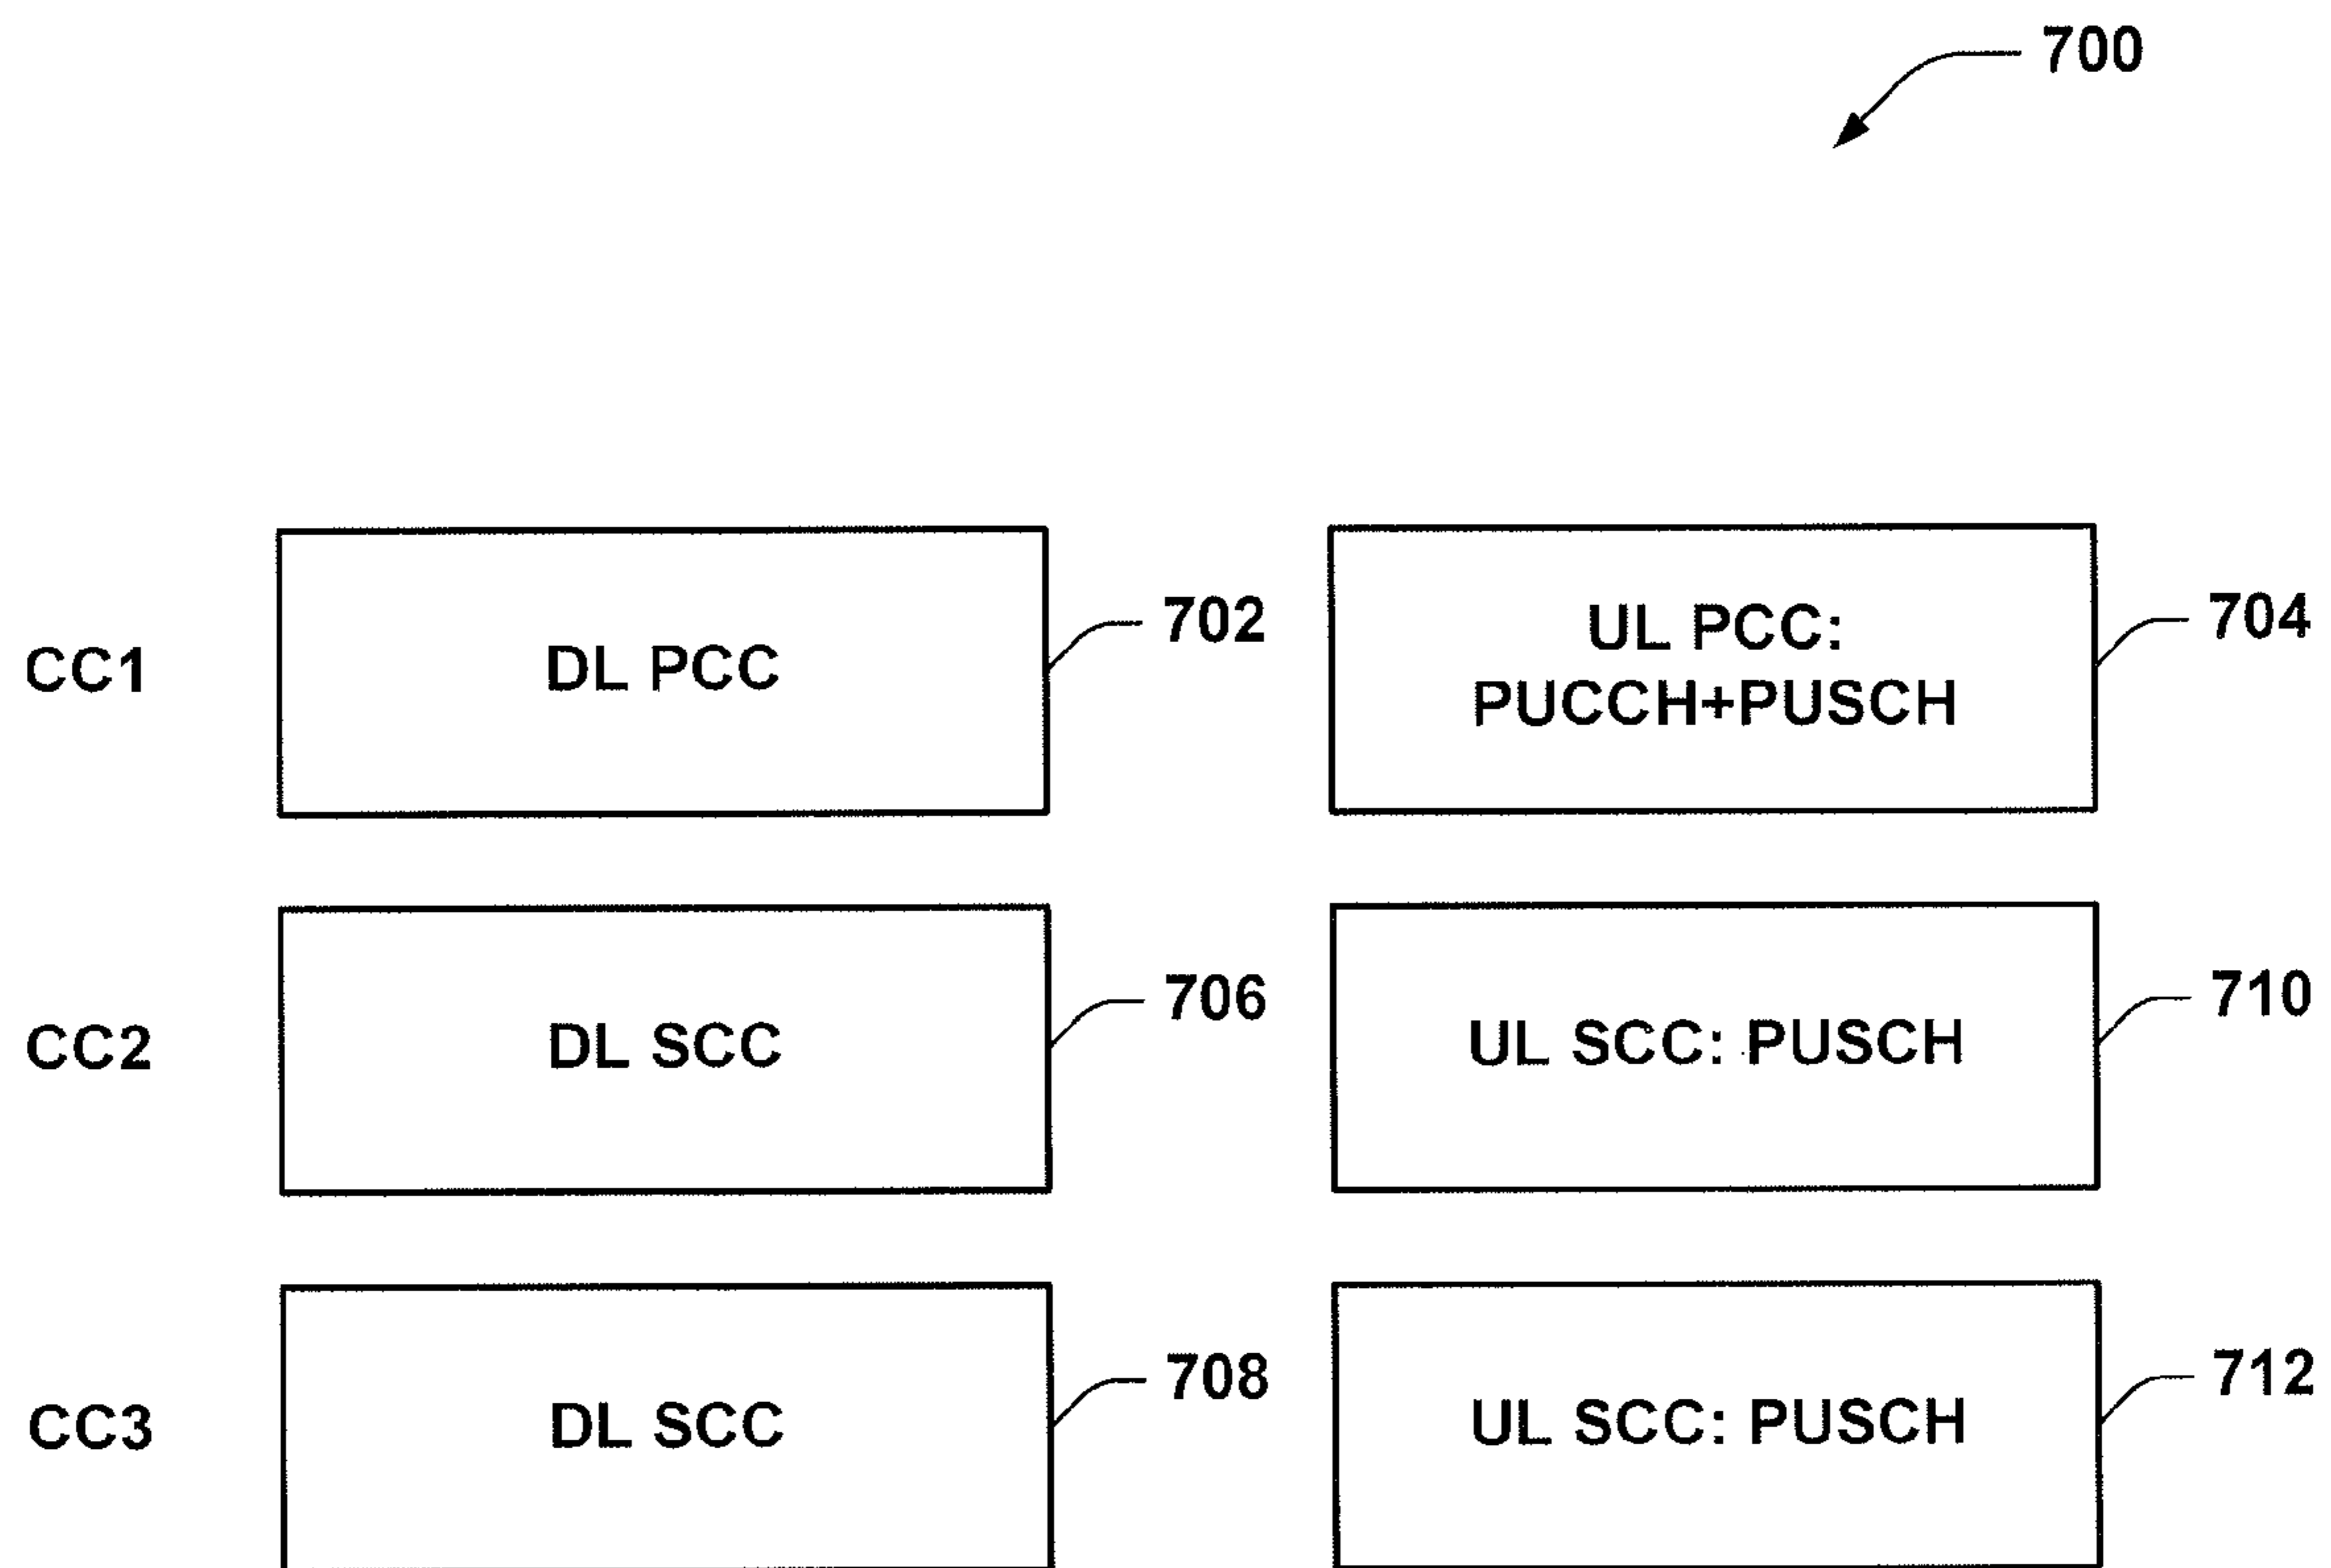 700
CC1
DL PCC
702
UL PCC:
PUCCH+PUSCH
704
CC2
DL SCC
706
UL SCC: PUSCH
710
CC3
DL SCC
708
UL SCC: PUSCH
712